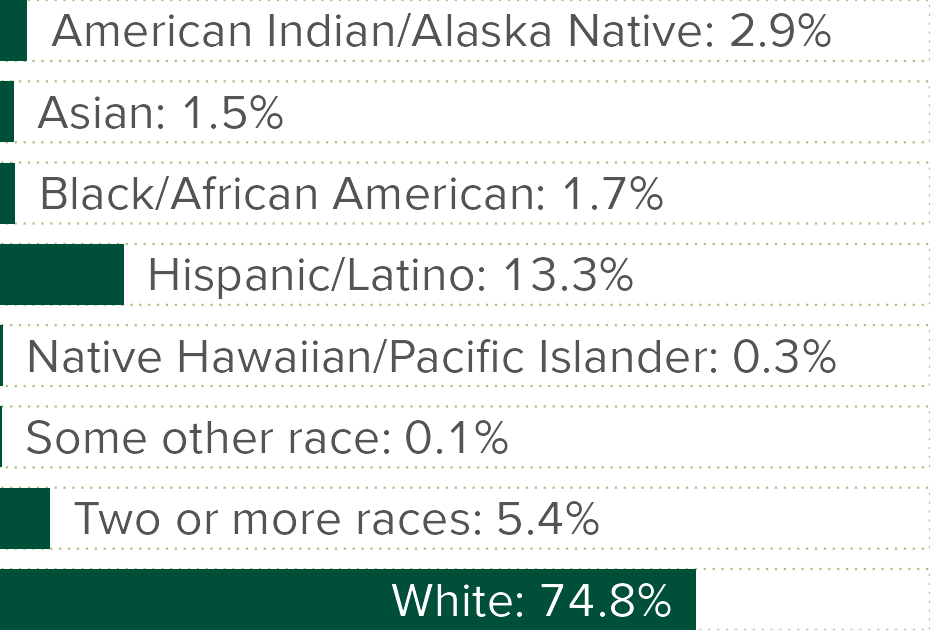 American Indian/Alaska Native: 2.9%
Asian: 1.5%
Black/African American: 1.7%
Hispanic/Latino: 13.3%
Native Hawaiian/Pacific Islander: 0.3%
Some other race: 0.1%
Two or more races: 5.4%
White: 74.8%